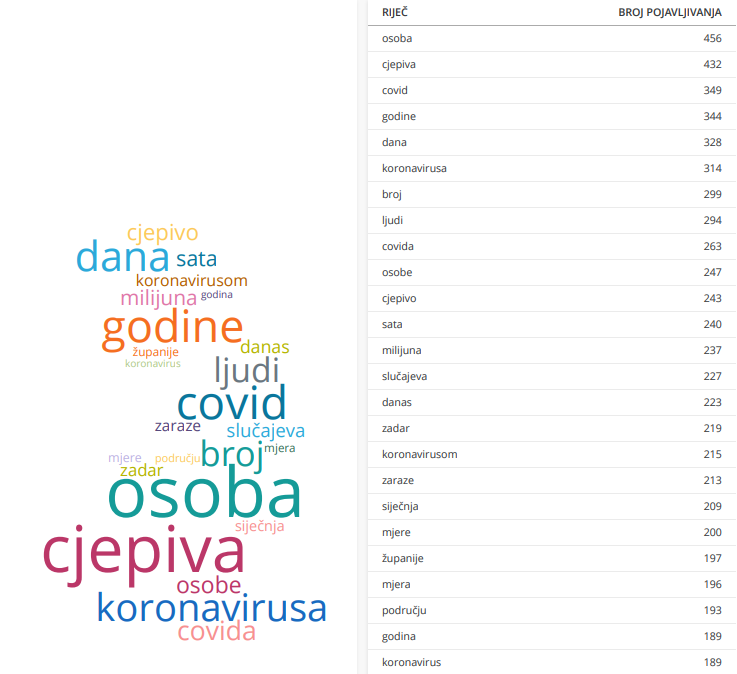 cjepivo
dana sata
koronavirusom
milijuna godina
godine
županije danas
koronavirus ljudi
covid
zaraze slučajeva
broj mjera
mjere području
zadar
osoba
siječnja
cjepiva
osobe
koronavirusa
covida
RIJEČ BROJ POJAVLJIVANJA
osoba 456
cjepiva 432
covid 349
godine 344
dana 328
koronavirusa 314
broj 299
ljudi 294
covida 263
osobe 247
cjepivo 243
sata 240
milijuna 237
slučajeva 227
danas 223
zadar 219
koronavirusom 215
zaraze 213
siječnja 209
mjere 200
županije 197
mjera 196
području 193
godina 189
koronavirus 189